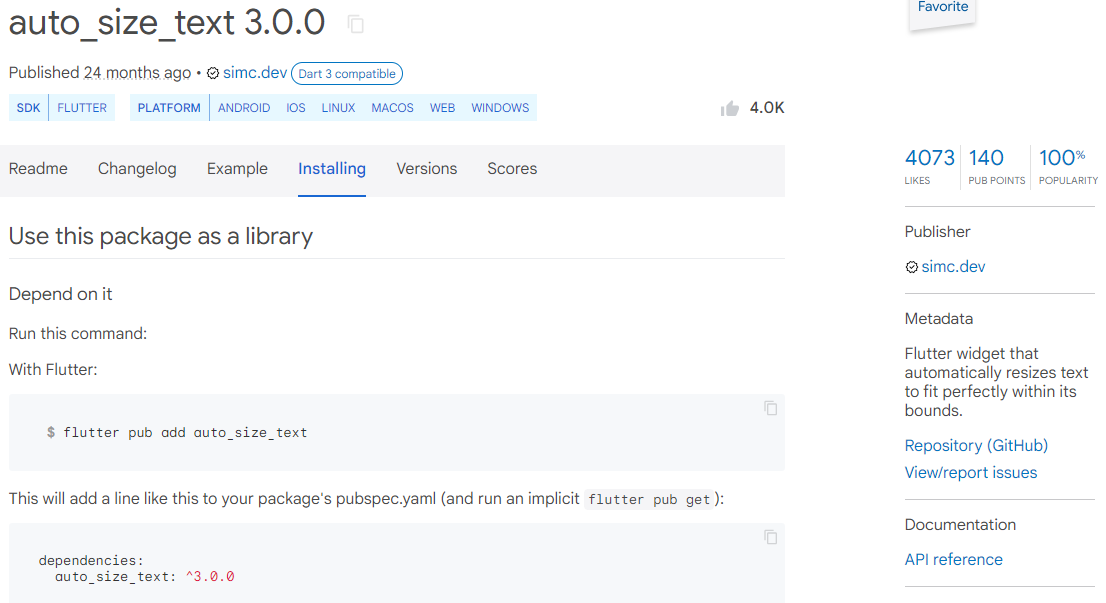 auto_size_text 3.0.0
Published 24 months ago • simc.dev Dart 3 compatible
SDK FLUTTER PLATFORM ANDROID IOS LINUX MACOS WEB WINDOWS
4.0K
Readme Changelog Example Installing Versions Scores
Use this package as a library
Depend on it
Run this command:
With Flutter:
$ flutter pub add auto_size_text
This will add a line like this to your package's pubspec.yaml (and run an implicit flutter pub get):
dependencies:
  auto_size_text: ^3.0.0
Favorite
4073 140 100%
LIKES PUB POINTS POPULARITY
Publisher
simc.dev
Metadata
Flutter widget that
automatically resizes text
to fit perfectly within its
bounds.
Repository (GitHub)
View/report issues
Documentation
API reference